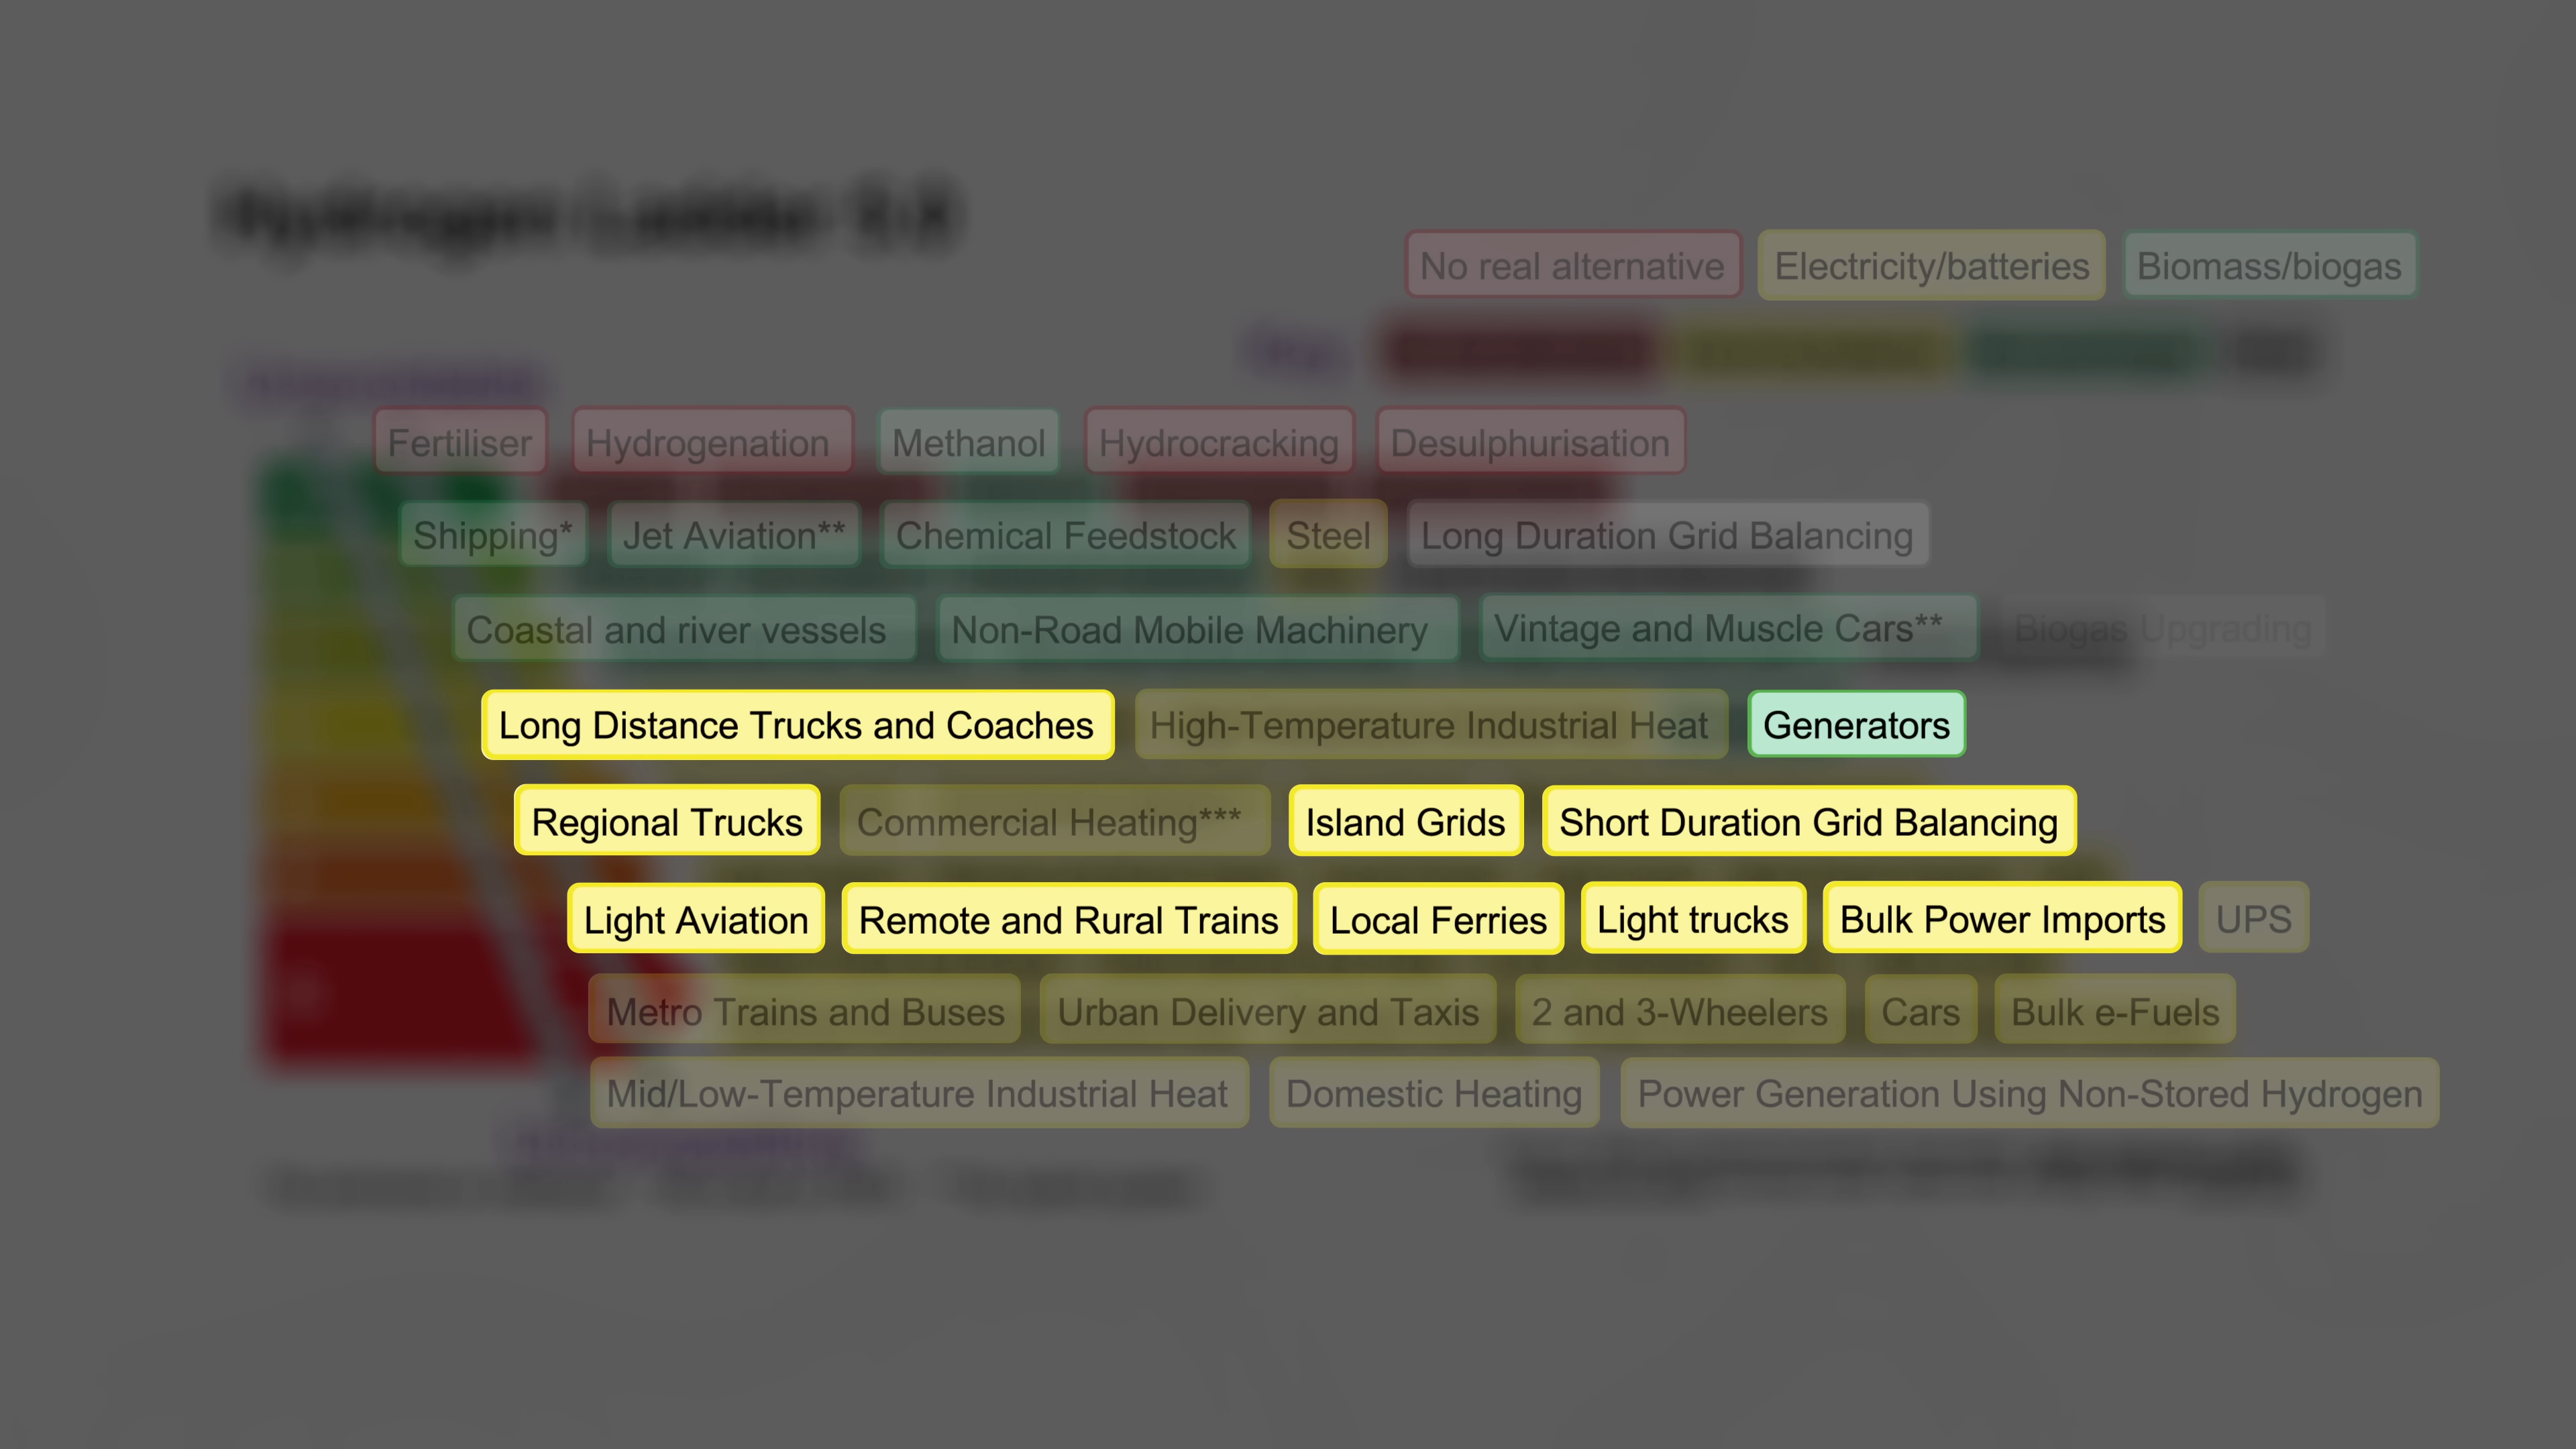 No real alternative Electricity/batteries Biomass/biogas
Fertiliser Hydrogenation Methanol Hydrocracking Desulphurisation
Shipping* Jet Aviation** Chemical Feedstock Steel Long Duration Grid Balancing
Coastal and river vessels Non-Road Mobile Machinery Vintage and Muscle Cars** Biogas Upgrading
Long Distance Trucks and Coaches High-Temperature Industrial Heat Generators
Regional Trucks Commercial Heating*** Island Grids Short Duration Grid Balancing
Light Aviation Remote and Rural Trains Local Ferries Light trucks Bulk Power Imports UPS
Metro Trains and Buses Urban Delivery and Taxis 2 and 3-Wheelers Cars Bulk e-Fuels
Mid/Low-Temperature Industrial Heat Domestic Heating Power Generation Using Non-Stored Hydrogen